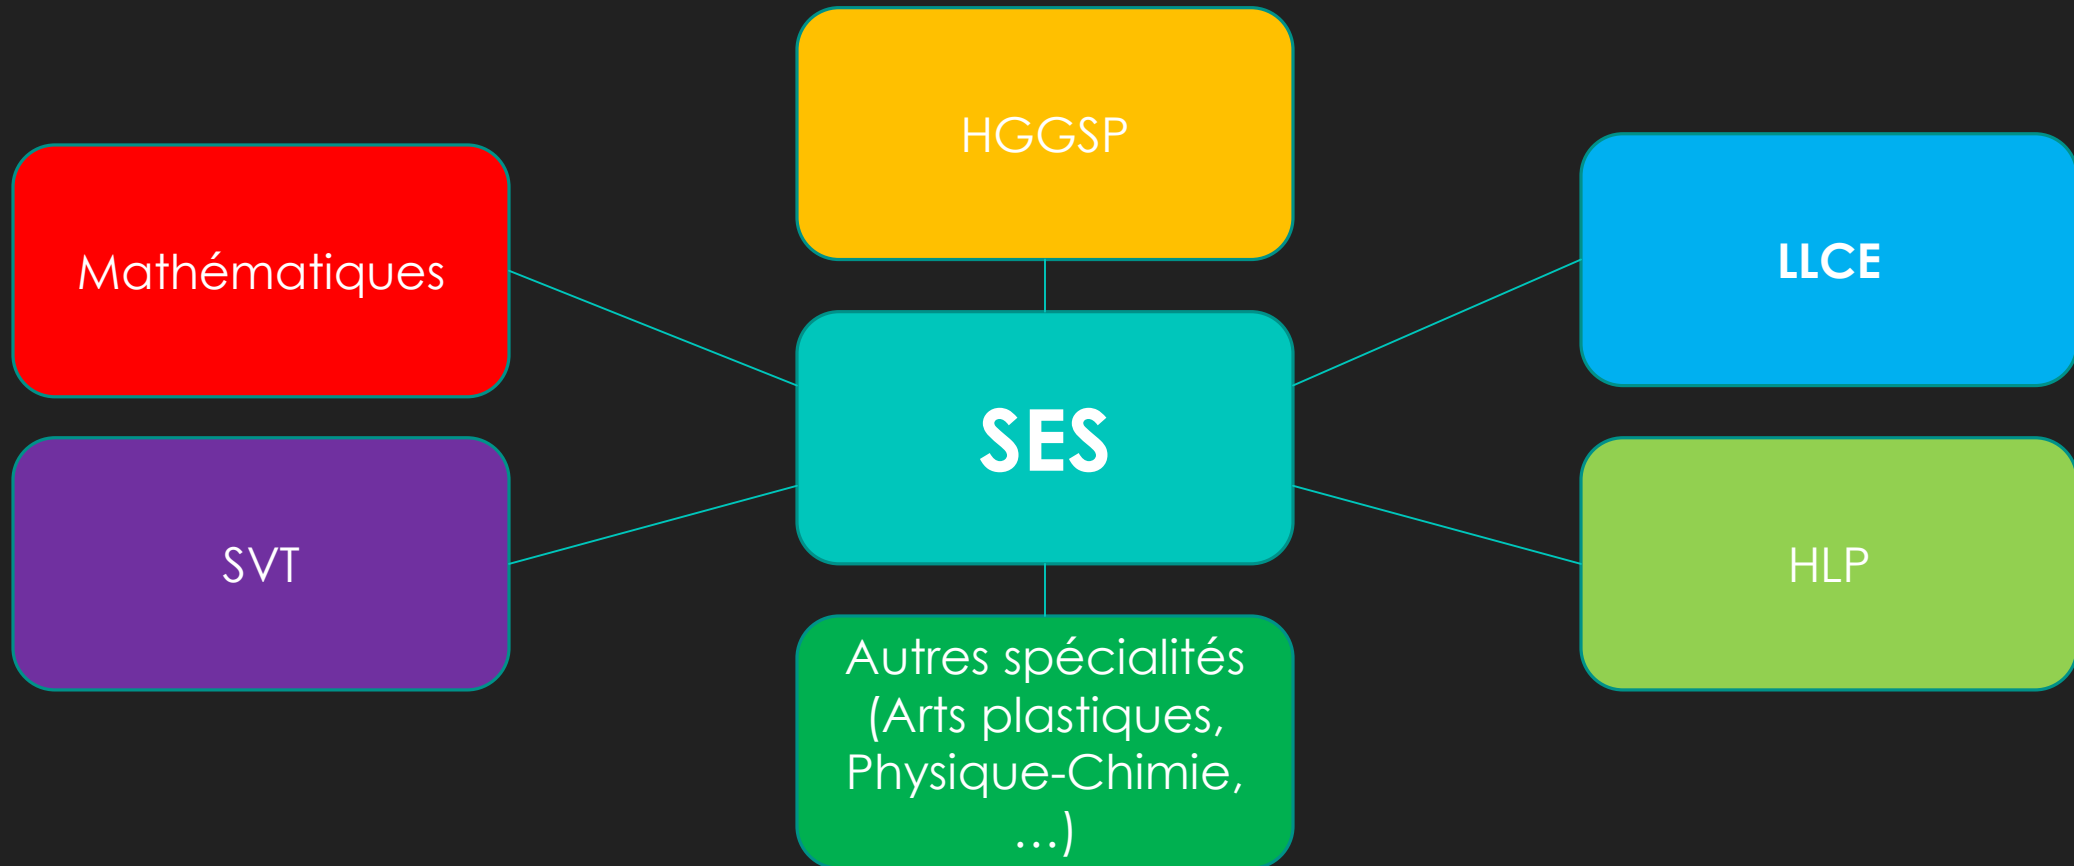 HGGSP
Mathématiques
LLCE
SES
SVT
HLP
Autres spécialités
(Arts plastiques,
Physique-Chimie,
…)